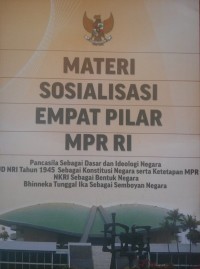 MATERI
SOSIALISASI
EMPAT PILAR
MPR RI
Pancasila Sebagai Dasar dan Ideologi Negara
UD NRI Tahun 1945 Sebagai Konstitusi Negara serta Ketetapan MPR
NKRI Sebagai Bentuk Negara
Bhinneka Tunggal Ika Sebagai Semboyan Negara